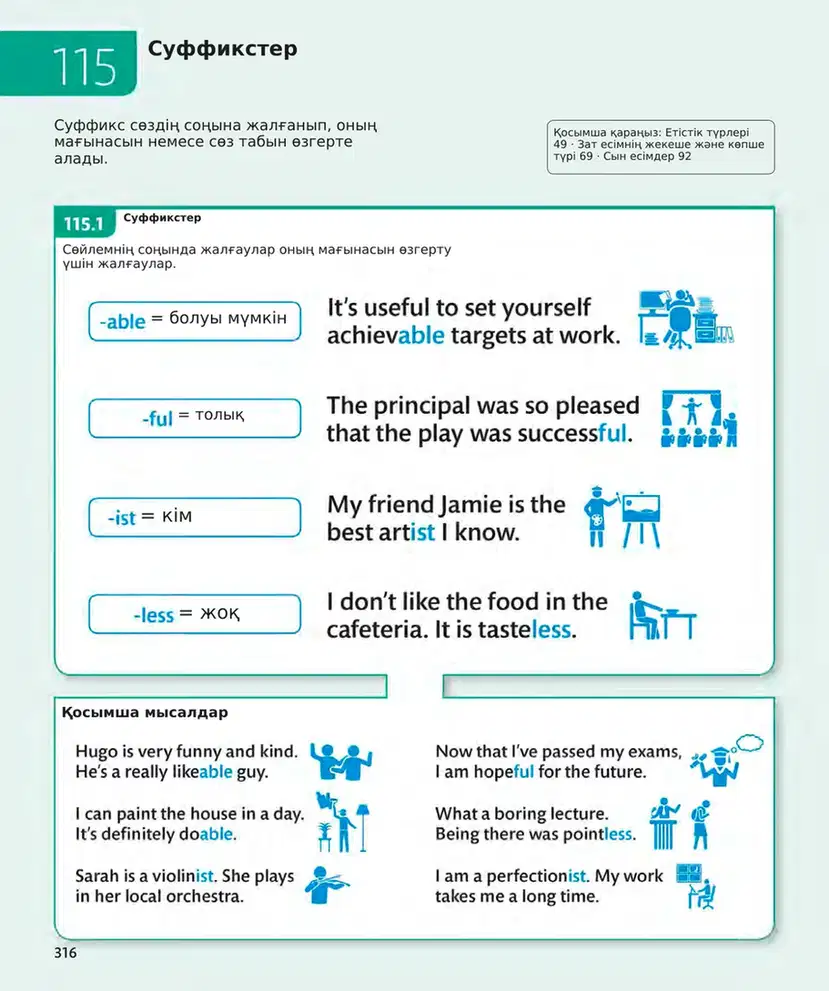 115
Суффикстер
Суффикс сөздің соңына жалғанып, оның
мағынасын немесе сөз табын өзгерте
алады.
Қосымша қараңыз: Етістік түрлері
49 · Зат есімнің жекеше және көпше
түрі 69 · Сын есімдер 92
115.1 Суффикстер
Сөйлемнің соңында жалғаулар оның мағынасын өзгерту
үшін жалғаулар.
-able = болуы мүмкін
It's useful to set yourself
achievable targets at work.
-ful = толық
The principal was so pleased
that the play was successful.
-ist = кім
My friend Jamie is the
best artist I know.
-less = жоқ
I don't like the food in the
cafeteria. It is tasteless.
Қосымша мысалдар
Hugo is very funny and kind.
He's a really likeable guy.
I can paint the house in a day.
It's definitely doable.
Sarah is a violinist. She plays
in her local orchestra.
Now that I've passed my exams,
I am hopeful for the future.
What a boring lecture.
Being there was pointless.
I am a perfectionist. My work
takes me a long time.
316